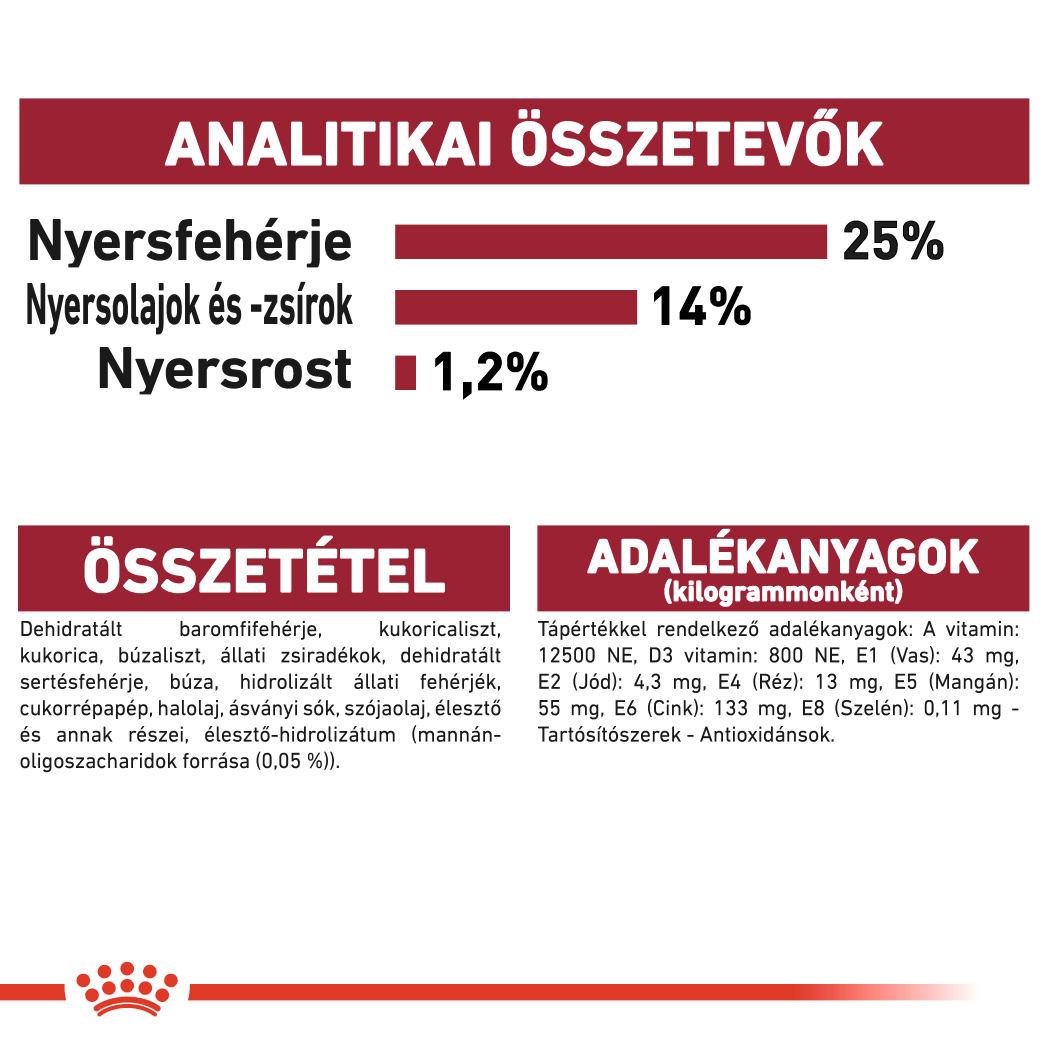 ANALITIKAI ÖSSZETEVŐK
Nyersfehérje 25%
Nyersolajok és -zsírok 14%
Nyersrost 1,2%
ÖSSZETÉTEL
Dehidratált baromfifehérje, kukoricaliszt,
kukorica, búzaliszt, állati zsiradékok, dehidratált
sertésfehérje, búza, hidrolizált állati fehérjék,
cukorrépapép, halolaj, ásványi sók, szójaolaj, élesztő
és annak részei, élesztő-hidrolizátum (mannán-
oligoszacharidok forrása (0,05 %)).
ADALÉKANYAGOK
(kilogrammonként)
Tápértékkel rendelkező adalékanyagok: A vitamin:
12500 NE, D3 vitamin: 800 NE, E1 (Vas): 43 mg,
E2 (Jód): 4,3 mg, E4 (Réz): 13 mg, E5 (Mangán):
55 mg, E6 (Cink): 133 mg, E8 (Szelén): 0,11 mg -
Tartósítószerek - Antioxidánsok.